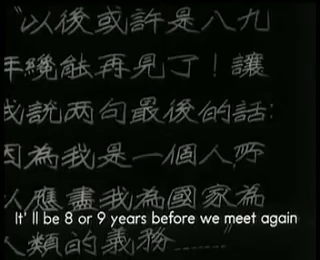 “以後或許是八九
年纔能再見了！讓
我說两句最後的話：
因為我是一個人所
以應盡我為國家為
人類的義務……”
It' ll be 8 or 9 years before we meet again